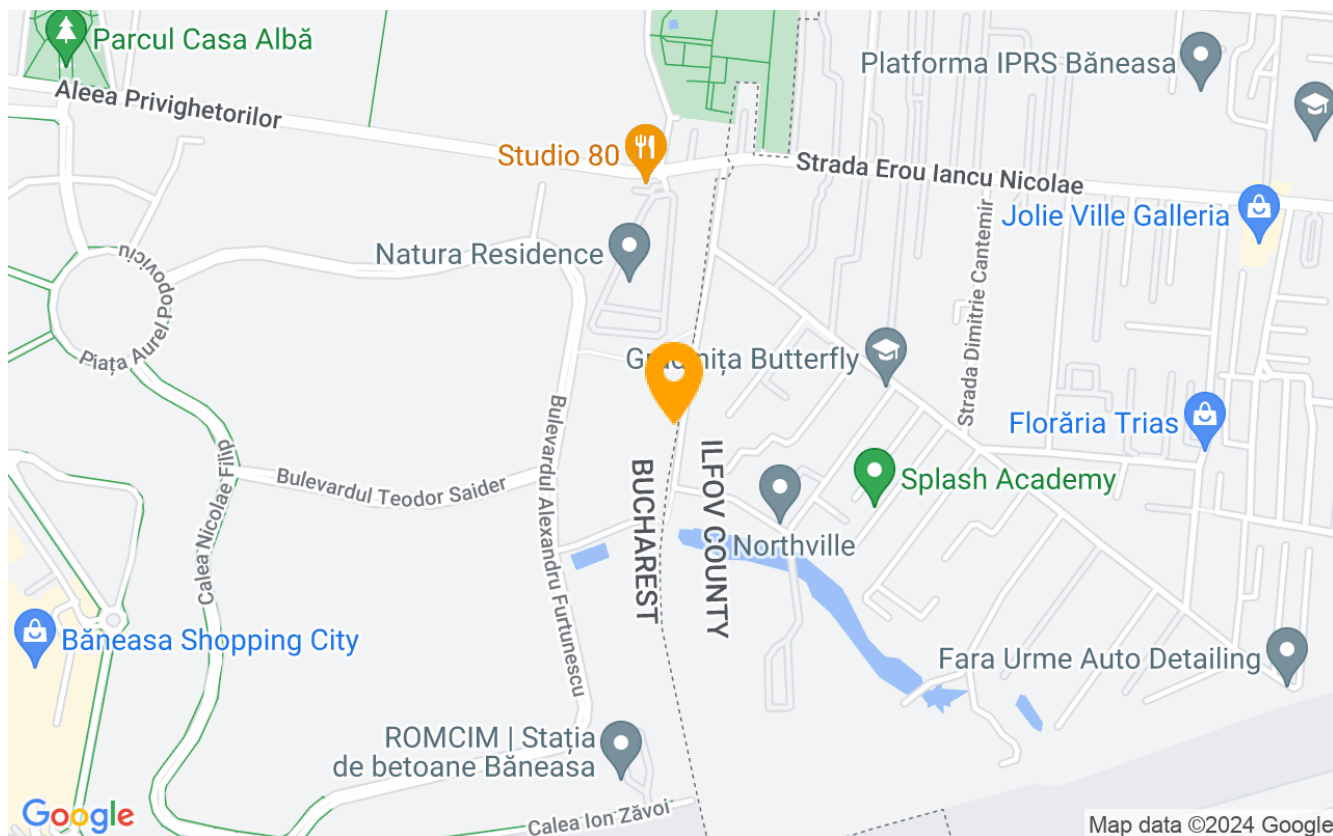 Parcul Casa Albă
Aleea Privighetorilor
Platforma IPRS Băneasa
Studio 80
Strada Erou Iancu Nicolae
Jolie Ville Galleria
Natura Residence
Piața Aurel Popoviciu
Strada Dimitrie Cantemir
Butterfly
Florăria Trias
Calea Nicolae Filip
Bulevardul Teodor Saider
Bulevardul Alexandru Furtunescu
BUCHAREST
ILFOV COUNTY
Splash Academy
Northville
Băneasa Shopping City
Fara Urme Auto Detailing
ROMCIM | Stația
de betoane Băneasa
Calea Ion Zăvoi
Google
Map data ©2024 Google